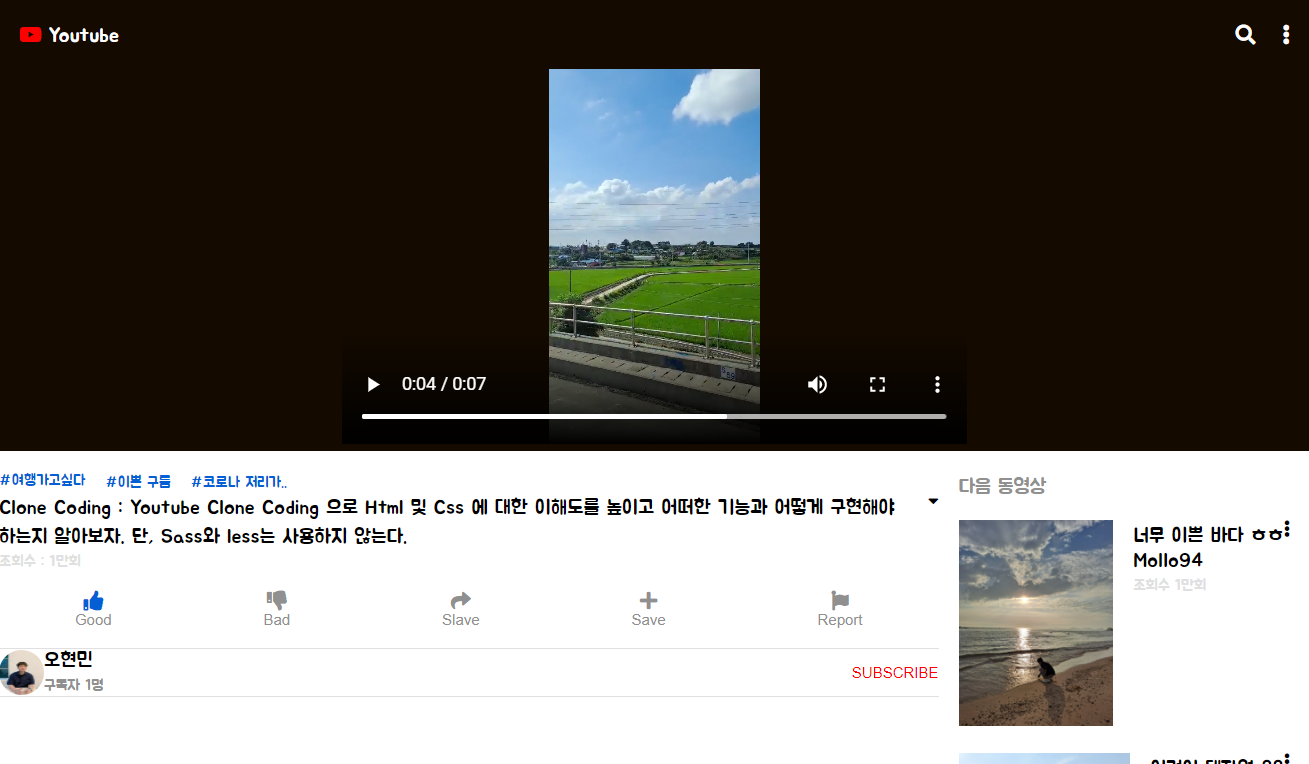 Youtube
0:04 / 0:07
#여행가고싶다 #이쁜 구름 #코로나 저리가..
Clone Coding : Youtube Clone Coding 으로 Html 및 Css 에 대한 이해도를 높이고 어떠한 기능과 어떻게 구현해야
하는지 알아보자. 단, Sass와 less는 사용하지 않는다.
조회수 : 1만회
Good Bad Slave Save Report
오현민
구독자 1명
SUBSCRIBE
다음 동영상
너무 이쁜 바다 ㅎㅎ
Mollo94
조회수 1만회